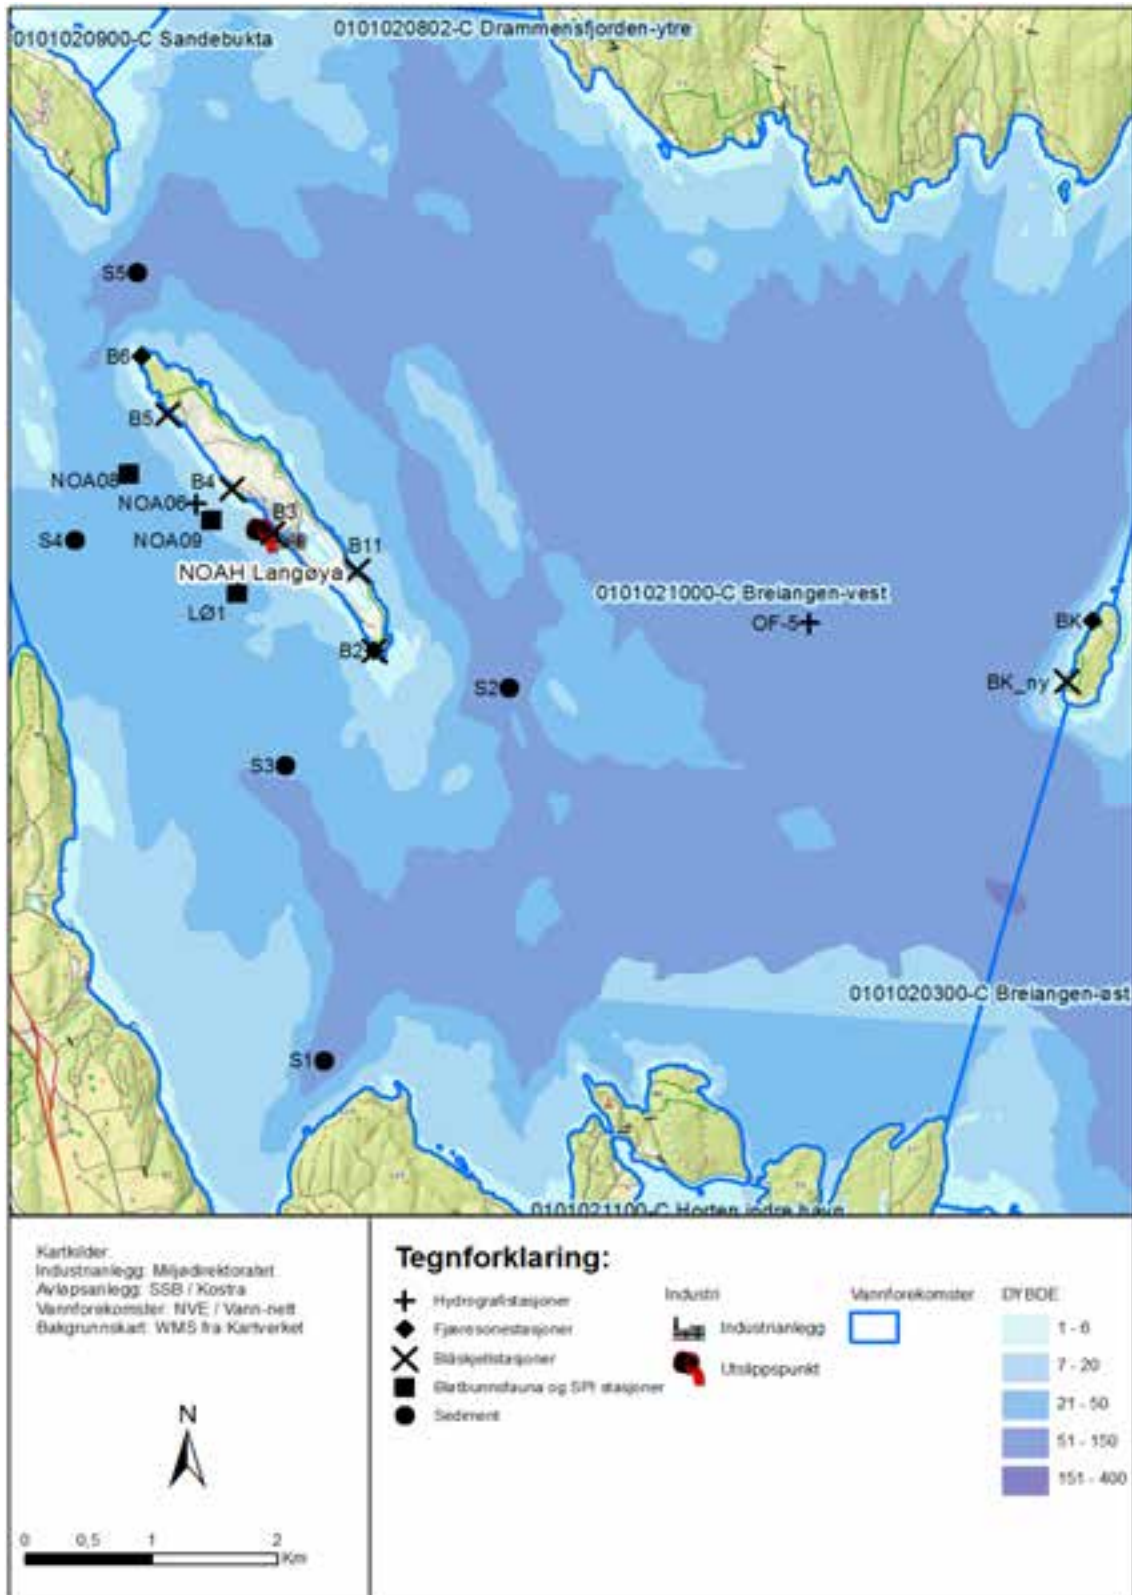 0101020900-C Sandebukta
0101020802-C Drammensfjorden-ytre
S5
B6
B5
NOA08
B4
NOA06
B3
NOA09
S4
B11
NOAH Langøya
LØ1
0101021000-C Breiangen-vest
OF-5
BK
B2
BK_ny
S2
S3
0101020300-C Breiangen-øst
S1
0101021100-C Horten indre havn
Kartkilder:
Industrianlegg: Miljødirektoratet
Avløpsanlegg: SSB / Kostra
Vannforekomster: NVE / Vann-nett
Bakgrunnskart: WMS fra Kartverket
N
0 0,5 1 2
Km
Tegnforklaring:
Hydrografistasjoner
Fjæresonestasjoner
Blåskjellstasjoner
Bløtbunnsfauna og SPI stasjoner
Sediment
Industri
Industrianlegg
Utslippspunkt
Vannforekomster
DYBDE
1 - 6
7 - 20
21 - 50
51 - 150
151 - 400